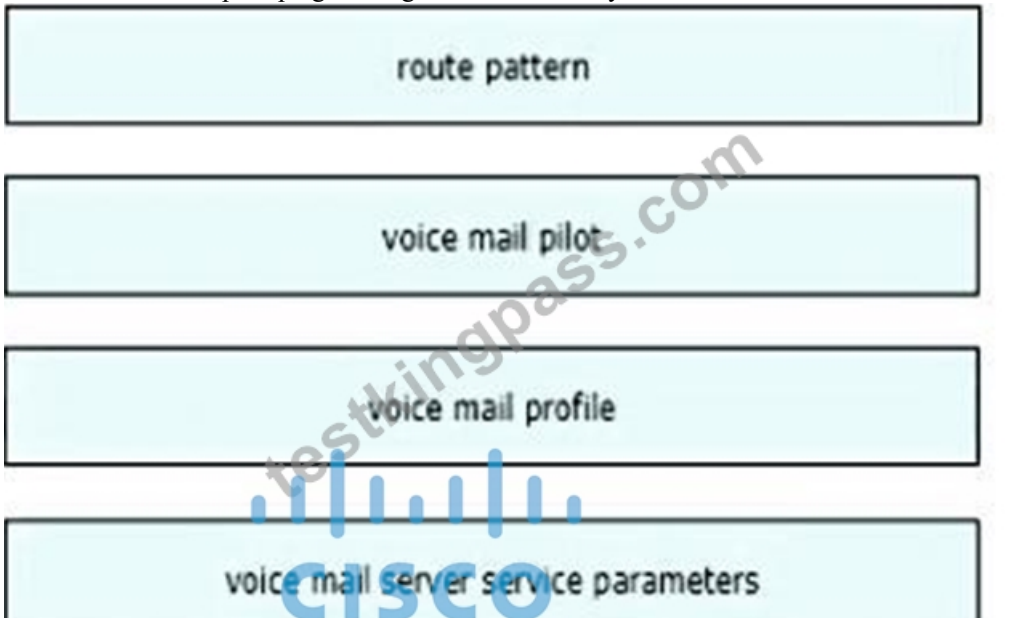 route pattern
voice mail pilot
testkingpass.com
voice mail profile
voice mail server service parameters
CISCO